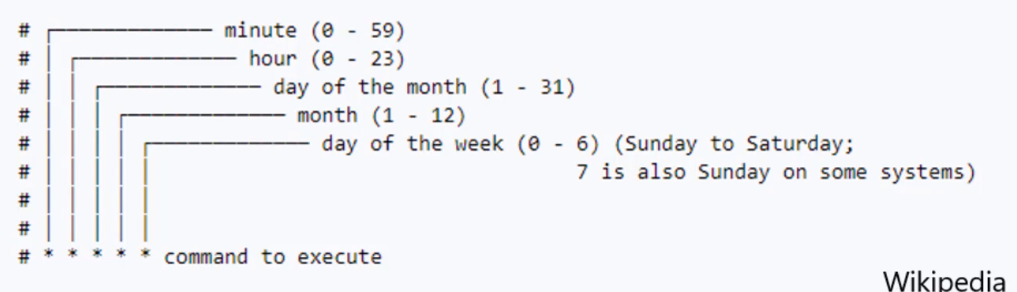 # ┌───────────── minute (0 - 59)
# │ ┌───────────── hour (0 - 23)
# │ │ ┌───────────── day of the month (1 - 31)
# │ │ │ ┌───────────── month (1 - 12)
# │ │ │ │ ┌───────────── day of the week (0 - 6) (Sunday to Saturday;
# │ │ │ │ │ 7 is also Sunday on some systems)
# │ │ │ │ │
# │ │ │ │ │
# * * * * * command to execute
Wikipedia